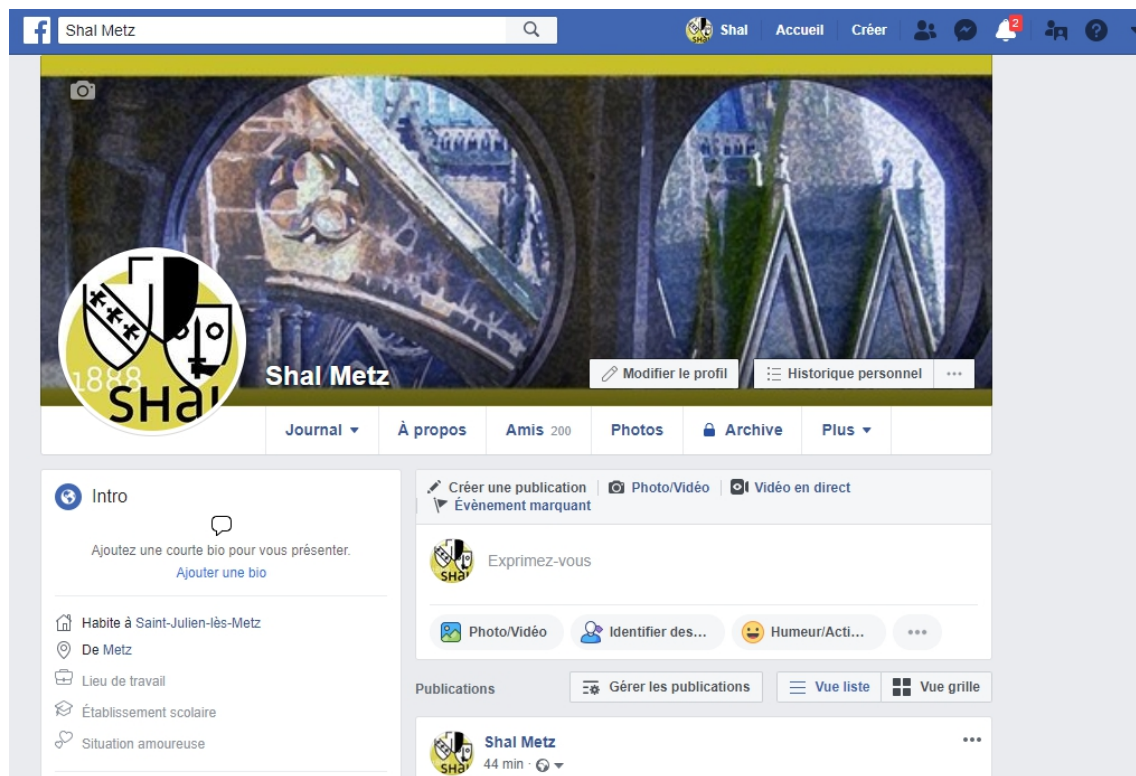 Shal Metz
Shal Accueil Créer 2
1888
SHal
Shal Metz
Modifier le profil Historique personnel
Journal À propos Amis 200 Photos Archive Plus
Intro
Ajoutez une courte bio pour vous présenter.
Ajouter une bio
Habite à Saint-Julien-lès-Metz
De Metz
Lieu de travail
Établissement scolaire
Situation amoureuse
Créer une publication Photo/Vidéo Vidéo en direct
Évènement marquant
SHal
Exprimez-vous
Photo/Vidéo Identifier des... Humeur/Acti...
Publications Gérer les publications Vue liste Vue grille
SHal
Shal Metz
44 min